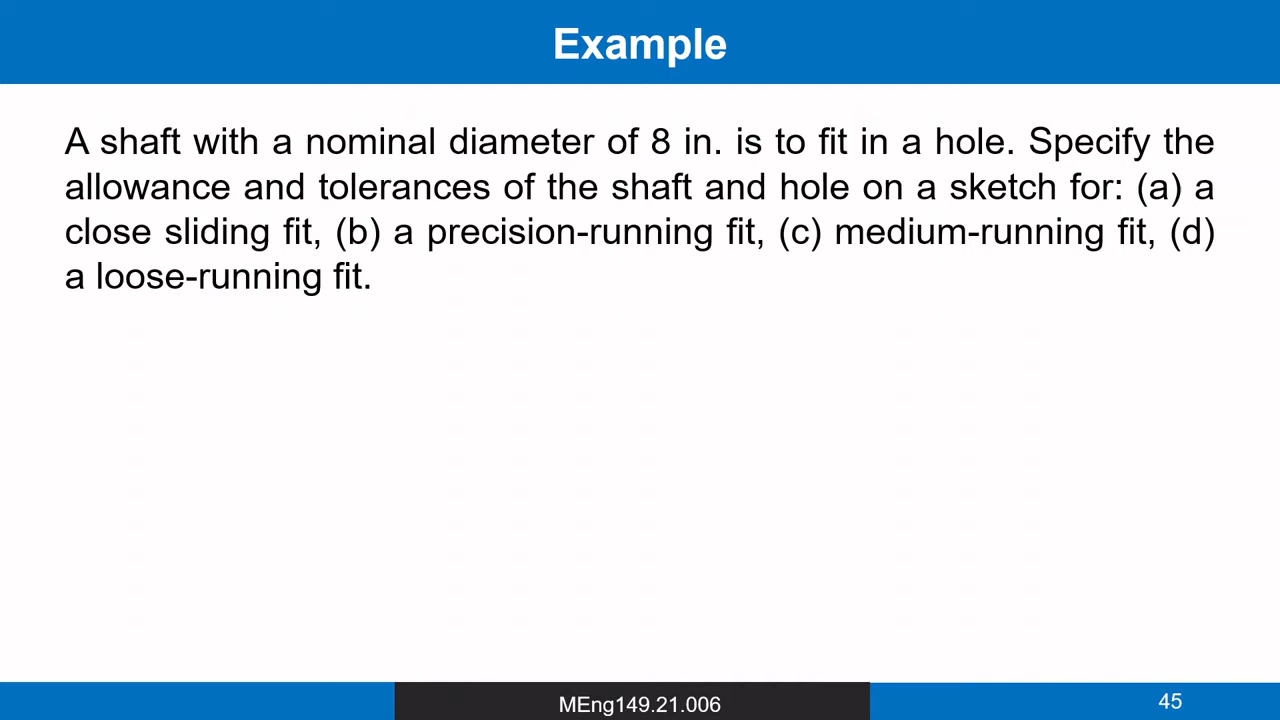 Example
A shaft with a nominal diameter of 8 in. is to fit in a hole. Specify the
allowance and tolerances of the shaft and hole on a sketch for: (a) a
close sliding fit, (b) a precision-running fit, (c) medium-running fit, (d)
a loose-running fit.
MEng149.21.006
45